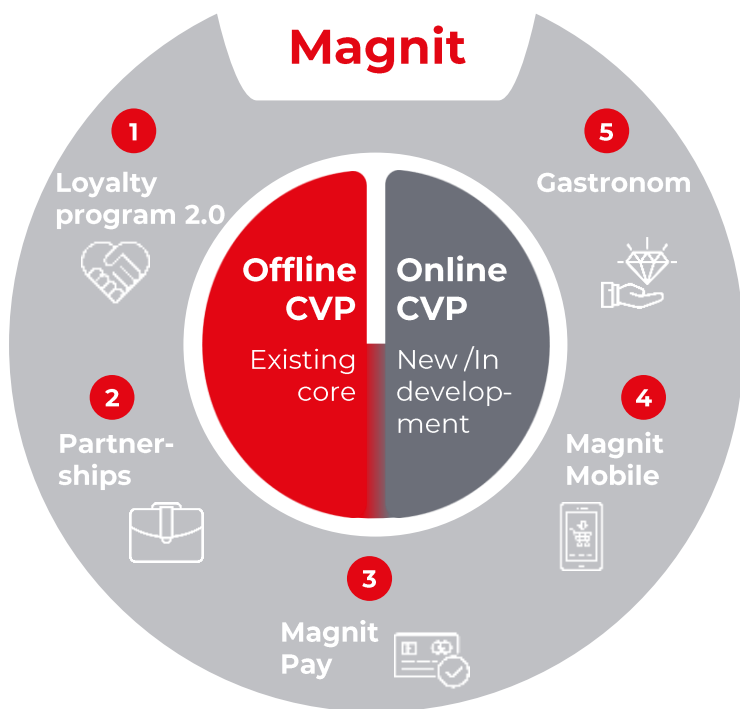 Magnit
1
Loyalty
program 2.0
2
Partner-
ships
3
Magnit
Pay
4
Magnit
Mobile
5
Gastronom
Offline
CVP
Existing
core
Online
CVP
New /In
develop-
ment